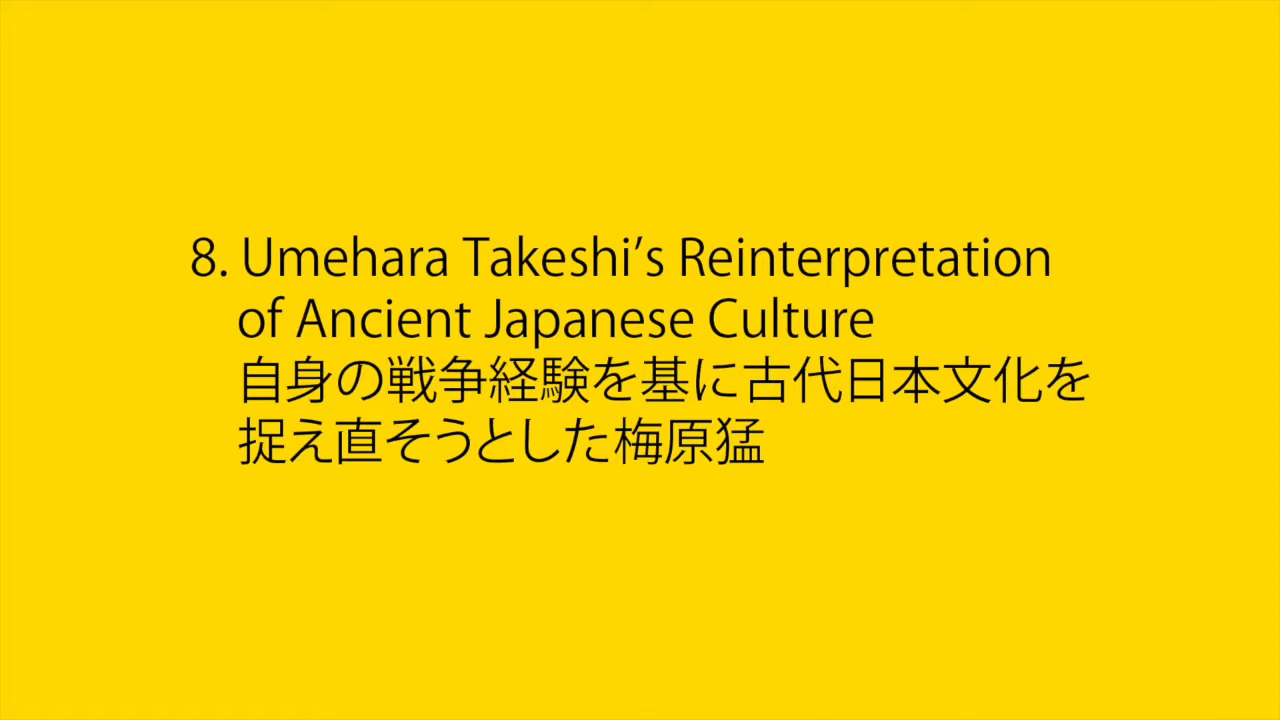 8. Umehara Takeshi’s Reinterpretation
of Ancient Japanese Culture
自身の戦争経験を基に古代日本文化を
捉え直そうとした梅原猛